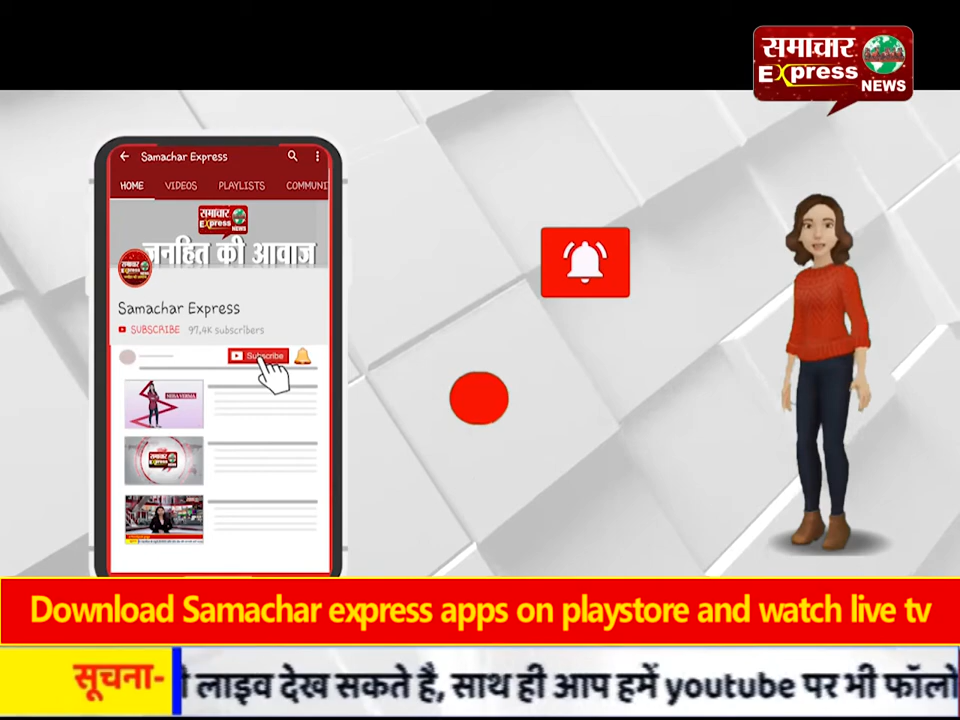 समाचार
Express
NEWS
Samachar Express
HOME VIDEOS PLAYLISTS COMMUNI
समाचार
Express
NEWS
जनहित की आवाज
Samachar Express
SUBSCRIBE 97,4K subscribers
Subscribe
Download Samachar express apps on playstore and watch live tv
सूचना- ी लाइव देख सकते है, साथ ही आप हमें youtube पर भी फॉलो